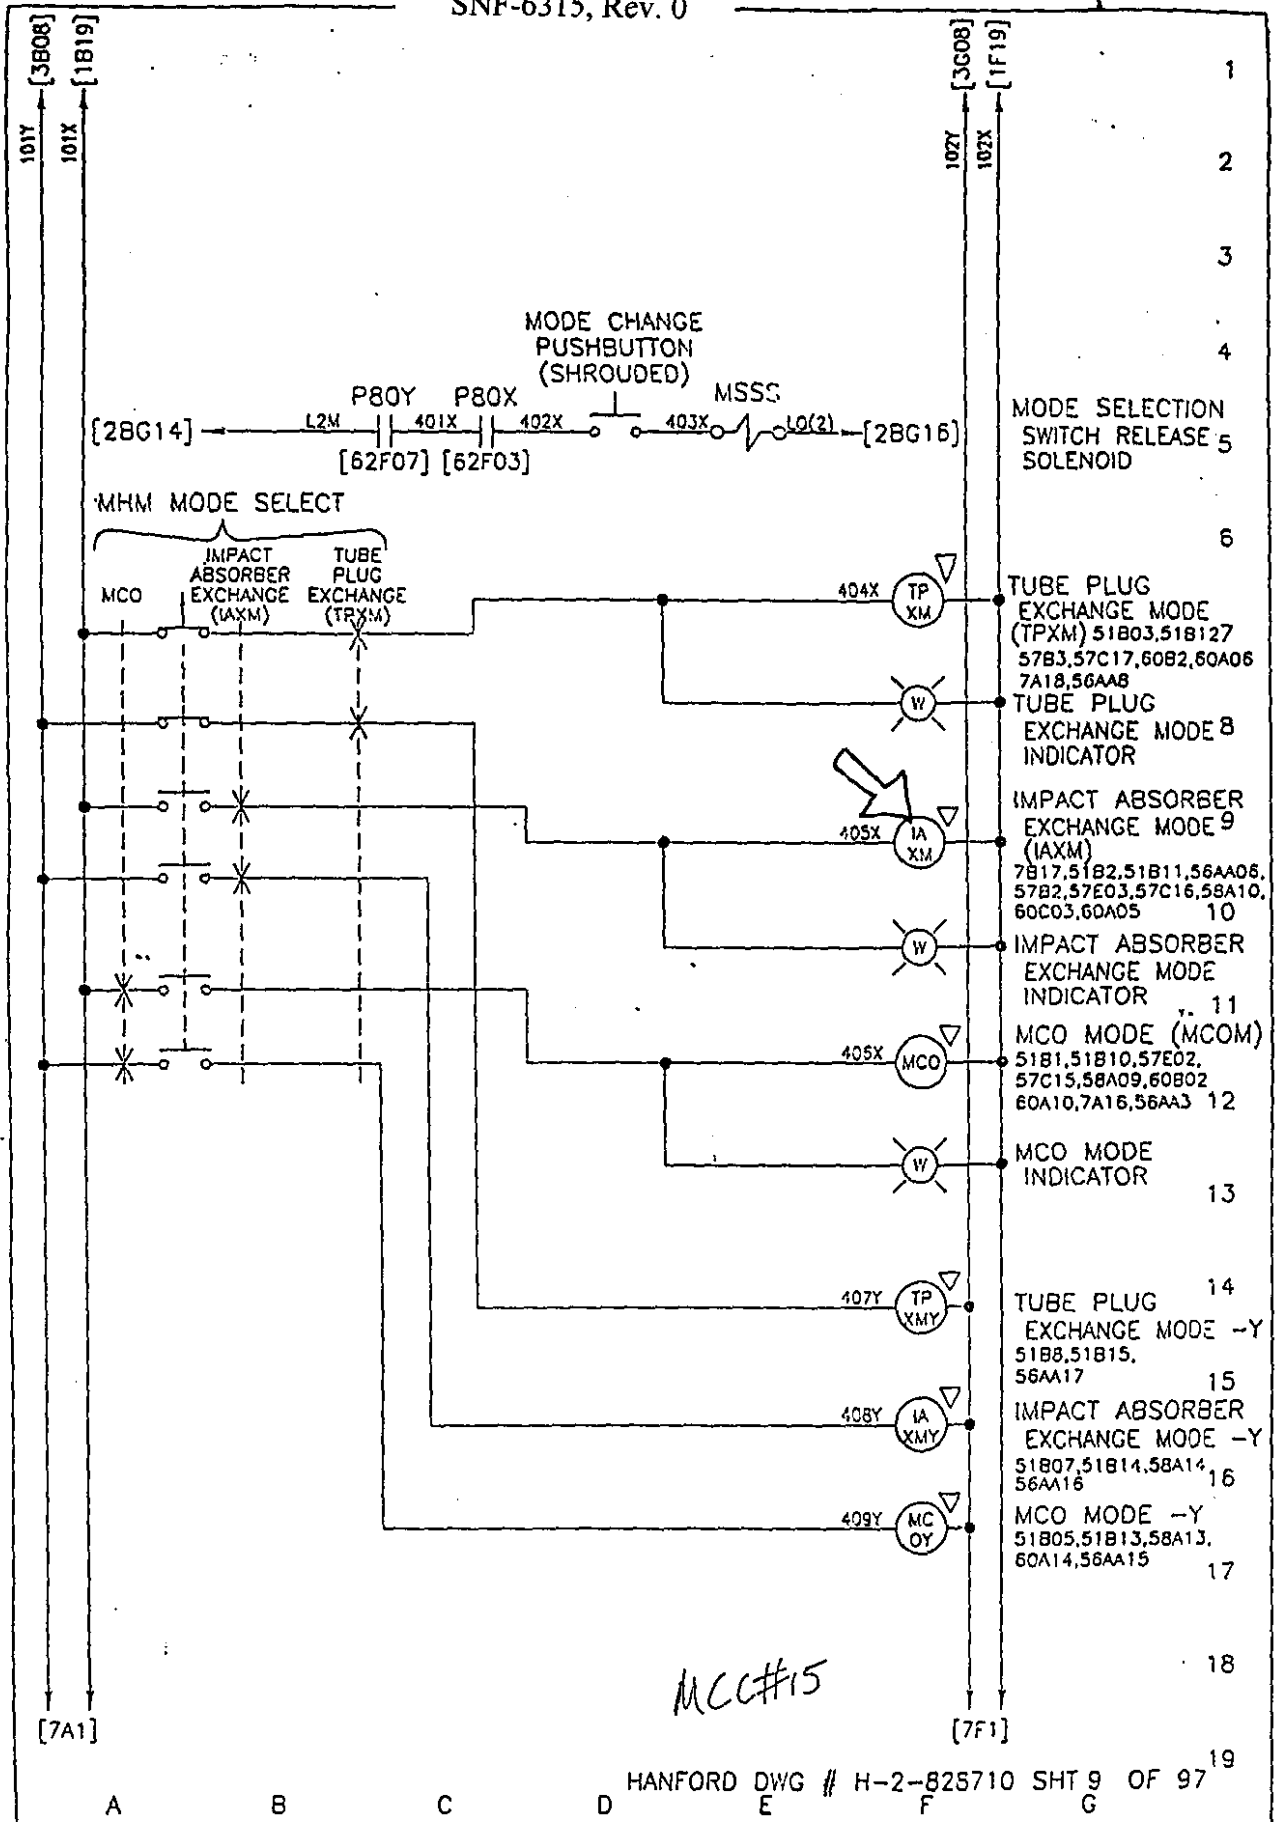 SNF-6315, Rev. 0
[3B08]
[1B19]
[3G08]
[1F19]
101Y
101X
102Y
102X
1
2
3
4
MODE CHANGE
PUSHBUTTON
(SHROUDED)
P80Y
P80X
MSSS
[2BG14]
L2M
401X
402X
403X
LO(2)
[2BG16]
[62F07]
[62F03]
MODE SELECTION
SWITCH RELEASE 5
SOLENOID
MHM MODE SELECT
6
MCO
IMPACT
ABSORBER
EXCHANGE
(IAXM)
TUBE
PLUG
EXCHANGE
(TPXM)
404X
TP
XM
TUBE PLUG
EXCHANGE MODE
(TPXM) 51B03,51B127
57B3,57C17,60B2,60A06
7A18,56AA8
W
TUBE PLUG
EXCHANGE MODE 8
INDICATOR
405X
IA
XM
IMPACT ABSORBER
EXCHANGE MODE 9
(IAXM)
7B17,51B2,51B11,56AA06,
57B2,57E03,57C16,58A10,
60C03,60A05 10
W
IMPACT ABSORBER
EXCHANGE MODE
INDICATOR 11
406X
MCO
MCO MODE (MCOM)
51B1,51B10,57E02,
57C15,58A09,60B02
60A10,7A16,56AA3 12
W
MCO MODE
INDICATOR
13
14
407Y
TP
XMY
TUBE PLUG
EXCHANGE MODE -Y
51B8,51B15,
56AA17 15
408Y
IA
XMY
IMPACT ABSORBER
EXCHANGE MODE -Y
51B07,51B14,58A14
56AA16 16
409Y
MC
OY
MCO MODE -Y
51B05,51B13,58A13,
60A14,56AA15 17
18
MCC#15
[7A1]
[7F1]
19
HANFORD DWG # H-2-825710 SHT 9 OF 97
A B C D E F G